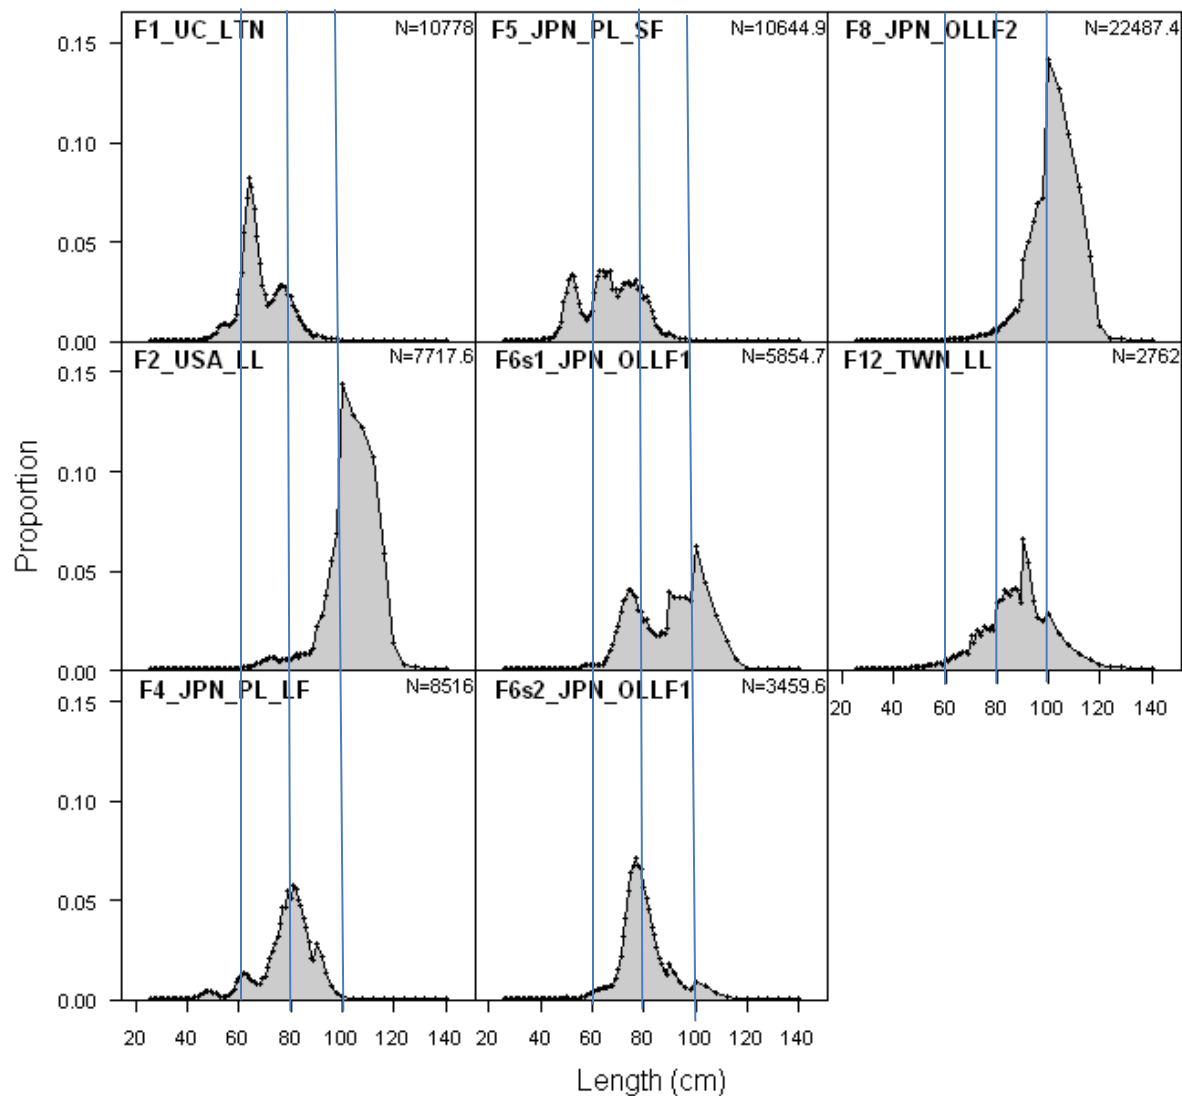 F1_UC_LTN N=10778 F5_JPN_PL_SF N=10644.9 F8_JPN_OLLF2 N=22487.4
0.15
0.10
0.05
0.00
F2_USA_LL N=7717.6 F6s1_JPN_OLLF1 N=5854.7 F12_TWN_LL N=2762
0.15
0.10
0.05
0.00
20 40 60 80 100 120 140
F4_JPN_PL_LF N=8516 F6s2_JPN_OLLF1 N=3459.6
0.15
0.10
0.05
0.00
20 40 60 80 100 120 140 20 40 60 80 100 120 140
Proportion
Length (cm)